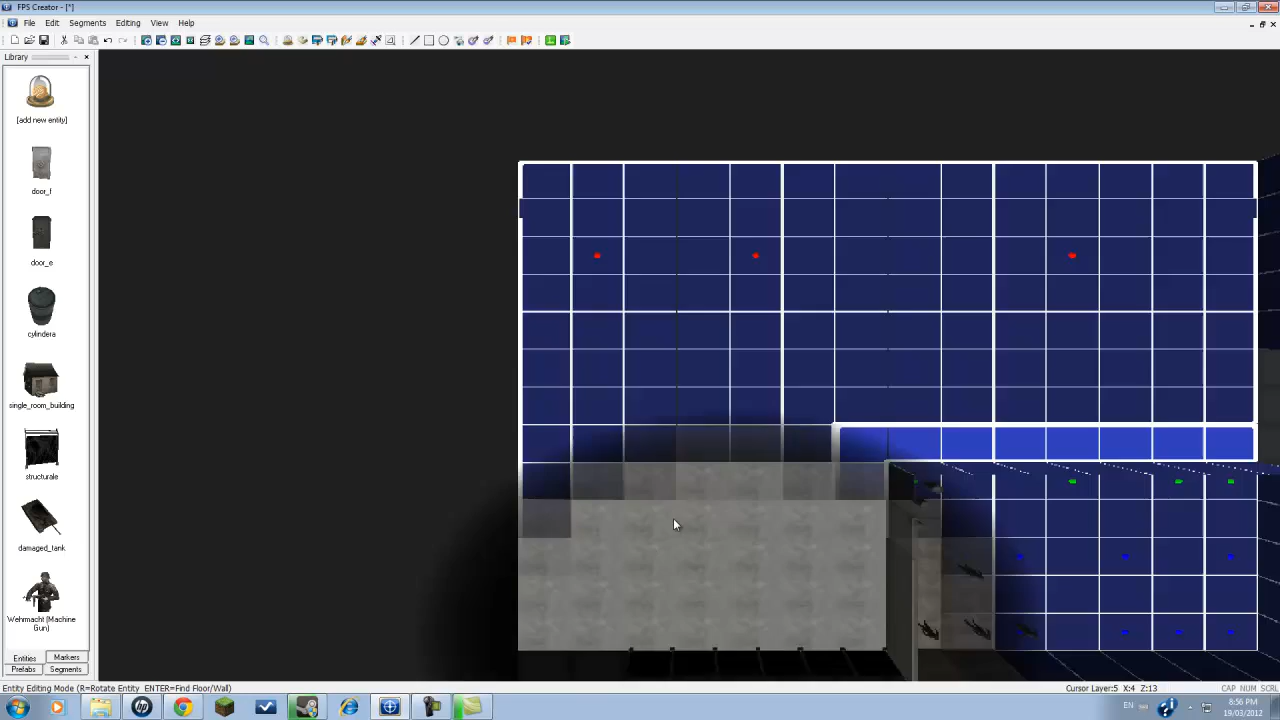 FPS Creator - [*]
File Edit Segments Editing View Help
Library
[add new entity]
door_f
door_e
cylindera
single_room_building
structurale
damaged_tank
Wehrmacht (Machine
Gun)
Entities Markers
Prefabs Segments
Entity Editing Mode (R=Rotate Entity ENTER=Find Floor/Wall) Cursor Layer:5 X:4 Z:13 CAP NUM SCRL
EN 8:56 PM
19/03/2012